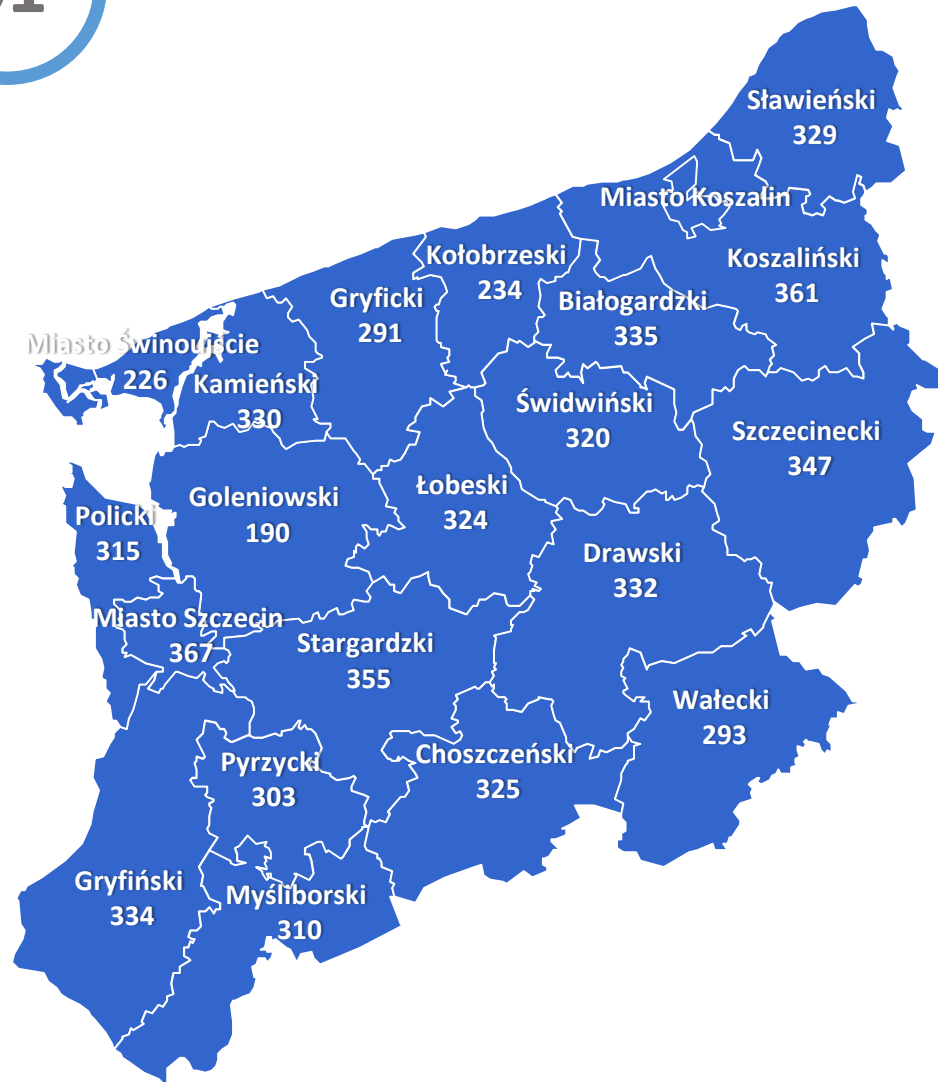 Sławieński
329
Miasto Koszalin
Kołobrzeski
234
Koszaliński
361
Gryficki
291
Białogardzki
335
Miasto Świnoujście
226
Kamieński
330
Świdwiński
320
Szczecinecki
347
Łobeski
324
Goleniowski
190
Policki
315
Drawski
332
Miasto Szczecin
367
Stargardzki
355
Wałecki
293
Choszczeński
325
Pyrzycki
303
Gryfiński
334
Myśliborski
310